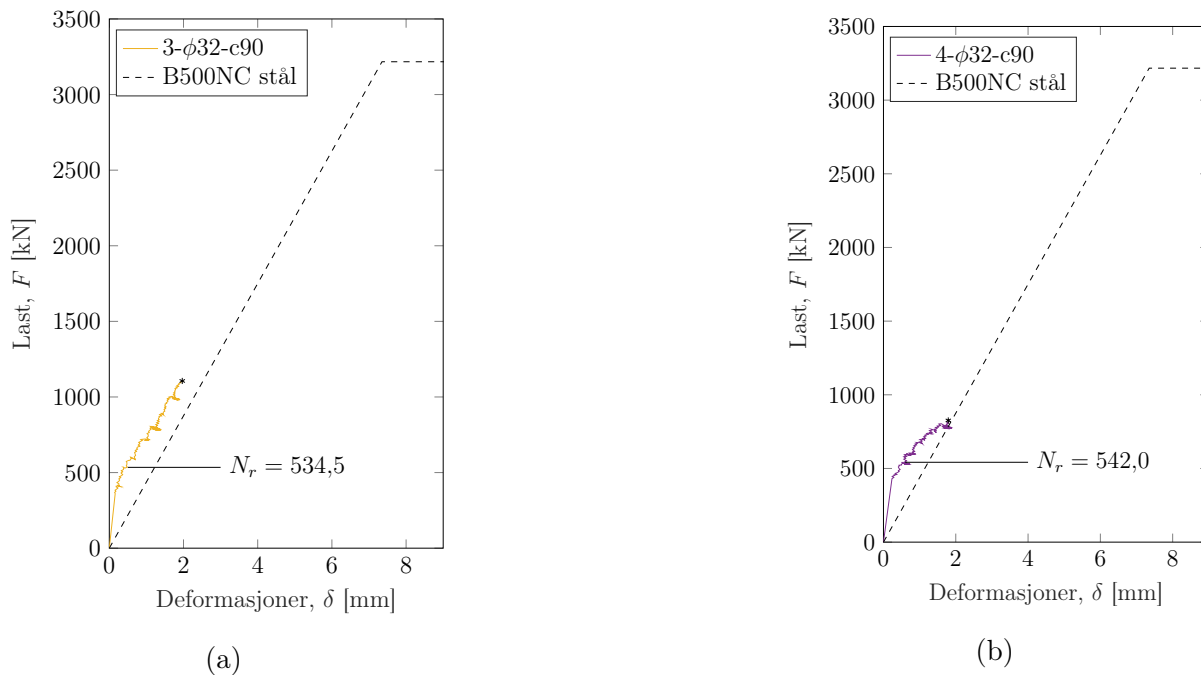 3-ϕ32-c90
B500NC stål
3500
3000
2500
2000
1500
1000
500
0
Last, F [kN]
N_r = 534,5
0 2 4 6 8
Deformasjoner, δ [mm]
(a)
4-ϕ32-c90
B500NC stål
3500
3000
2500
2000
1500
1000
500
0
Last, F [kN]
N_r = 542,0
0 2 4 6 8
Deformasjoner, δ [mm]
(b)